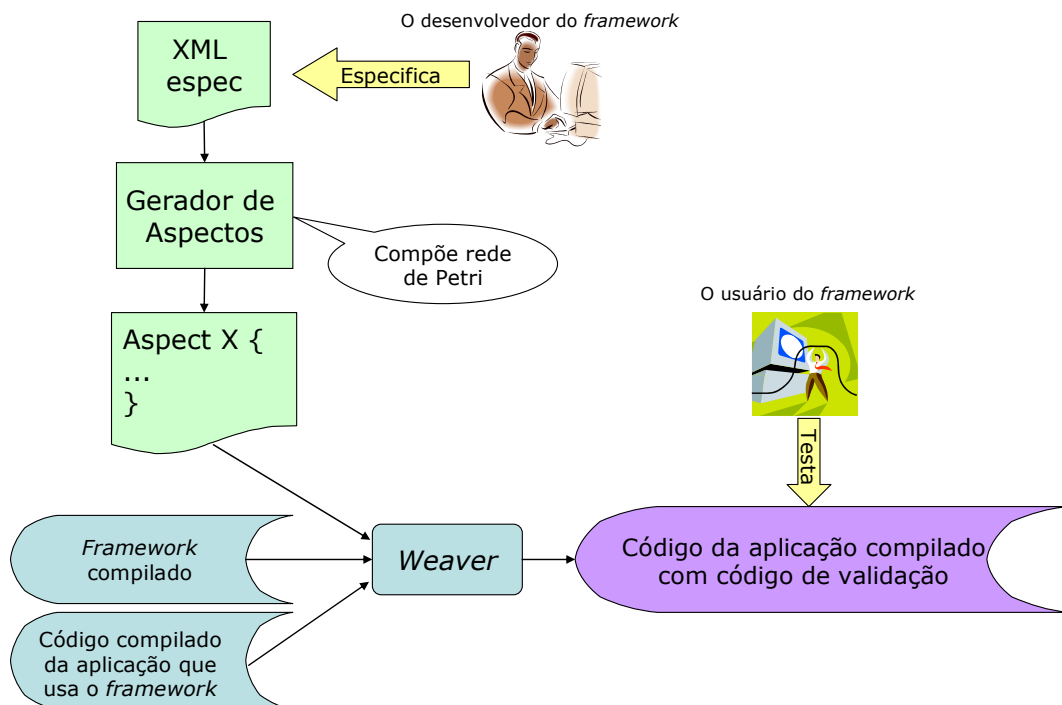 O desenvolvedor do framework
XML
espec
Especifica
Gerador de
Aspectos
Compõe rede
de Petri
O usuário do framework
Aspect X {
...
}
Testa
Framework
compilado
Weaver
Código da aplicação compilado
com código de validação
Código compilado
da aplicação que
usa o framework